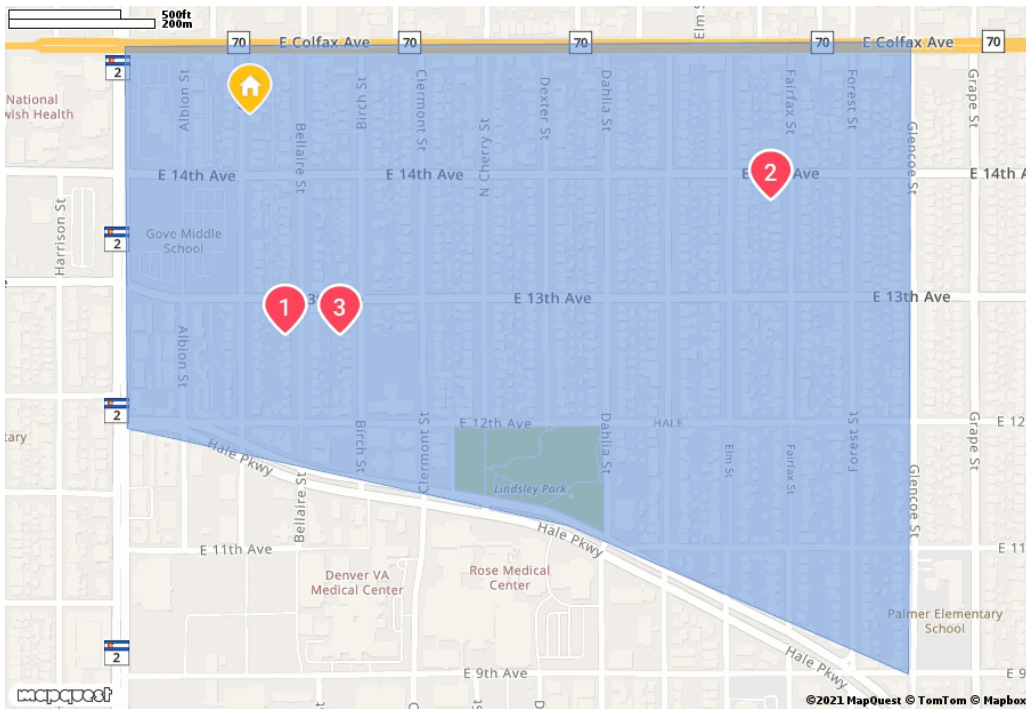 500ft
200m
70
E Colfax Ave
70
70
Elm S
70
E Colfax Ave
70
2
National
wish Health
Albion St
Bellaire St
Birch St
Clermont St
N Cherry St
Dexter St
Dahlia St
Fairfax St
Forest St
Glencoe St
Grape St
E 14th Ave
E 14th Ave
2
E
Ave
E 14th A
Harrison St
2
Gove Middle
School
1
3
E 13th Ave
E 13th Ave
Albion St
2
tary
E 12th Ave
HALE
E 12
Hale Pkwy
Bellaire St
Birch St
Clermont St
Lindsley Park
Dahlia St
Elm St
Fairfax St
Forest St
Glencoe St
Grape St
E 11th Ave
Hale Pkwy
E 11
Denver VA
Medical Center
Rose Medical
Center
Palmer Elementary
School
2
E 9th Ave
Hale Pkwy
E 9
mapquest
©2021 MapQuest © TomTom © Mapbox